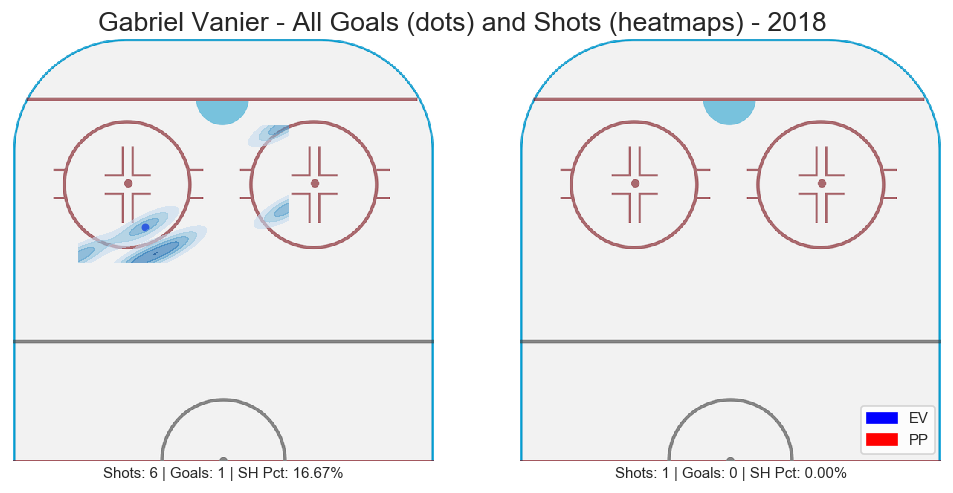 Gabriel Vanier - All Goals (dots) and Shots (heatmaps) - 2018
EV
PP
Shots: 6 | Goals: 1 | SH Pct: 16.67%
Shots: 1 | Goals: 0 | SH Pct: 0.00%